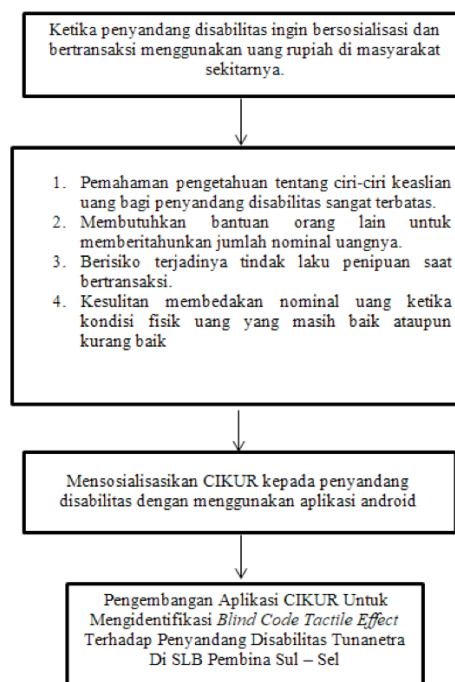 Ketika penyandang disabilitas ingin bersosialisasi dan
bertransaksi menggunakan uang rupiah di masyarakat
sekitarnya.
1. Pemahaman pengetahuan tentang ciri-ciri keaslian
uang bagi penyandang disabilitas sangat terbatas.
2. Membutuhkan bantuan orang lain untuk
memberitahunkan jumlah nominal uangnya.
3. Berisiko terjadinya tindak laku penipuan saat
bertransaksi.
4. Kesulitan membedakan nominal uang ketika
kondisi fisik uang yang masih baik ataupun
kurang baik
Mensosialisasikan CIKUR kepada penyandang
disabilitas dengan menggunakan aplikasi android
Pengembangan Aplikasi CIKUR Untuk
Mengidentifikasi Blind Code Tactile Effect
Terhadap Penyandang Disabilitas Tunanetra
Di SLB Pembina Sul – Sel